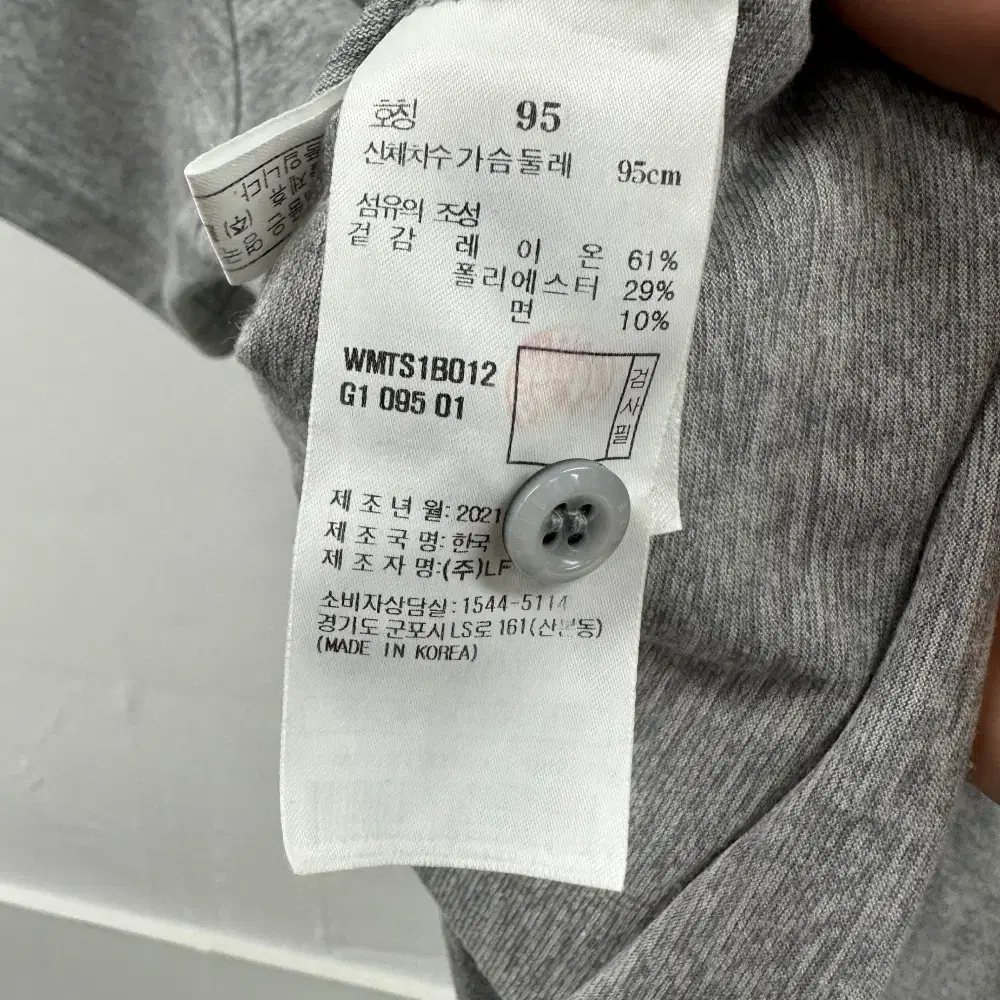 호칭 95
신체치수 가슴둘레 95cm
섬유의 조성
겉감 레이온 61%
폴리에스터 29%
면 10%
WMTS1B012
G1 095 01
검사필
제조년월: 2021
제조국명: 한국
제조자명:(주)LF
소비자상담실:1544-5114
경기도 군포시 LS로 161(산본동)
(MADE IN KOREA)